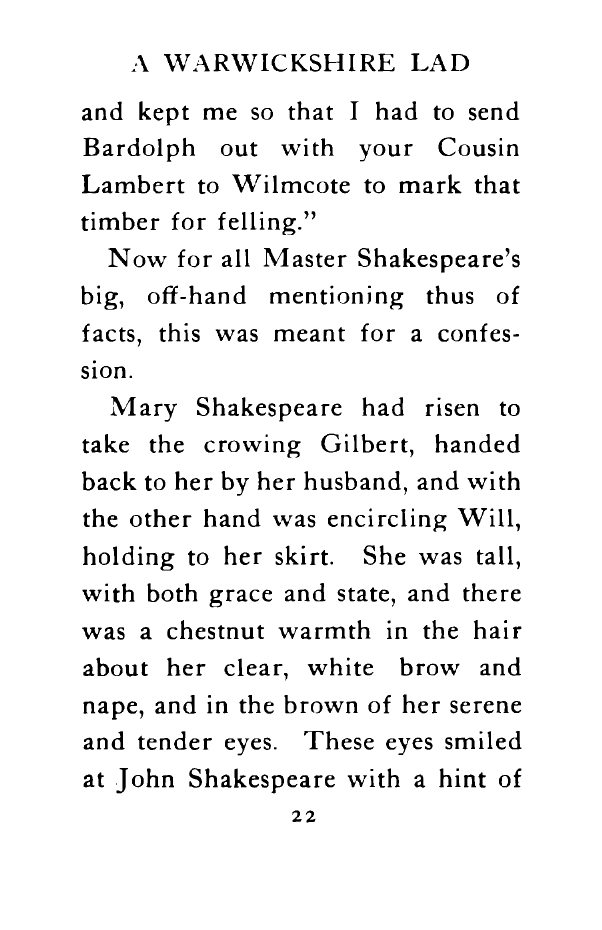 A WARWICKSHIRE LAD
and kept me so that I had to send
Bardolph out with your Cousin
Lambert to Wilmcote to mark that
timber for felling.”
Now for all Master Shakespeare’s
big, off-hand mentioning thus of
facts, this was meant for a confes-
sion.
Mary Shakespeare had risen to
take the crowing Gilbert, handed
back to her by her husband, and with
the other hand was encircling Will,
holding to her skirt. She was tall,
with both grace and state, and there
was a chestnut warmth in the hair
about her clear, white brow and
nape, and in the brown of her serene
and tender eyes. These eyes smiled
at John Shakespeare with a hint of
22